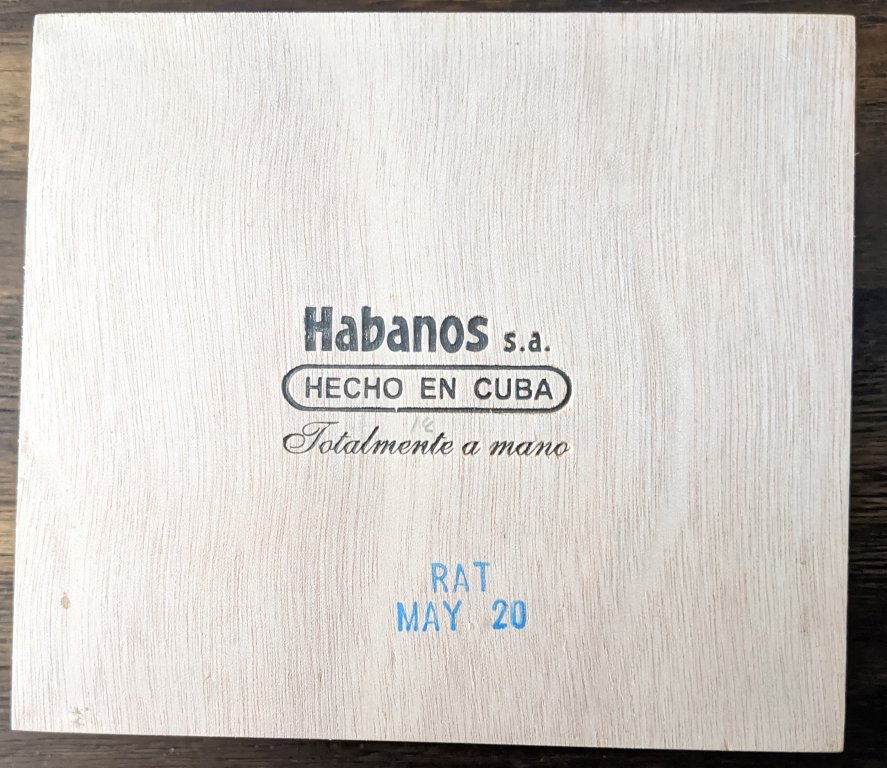 Habanos s.a.
HECHO EN CUBA
Totalmente a mano
RAT
MAY 20